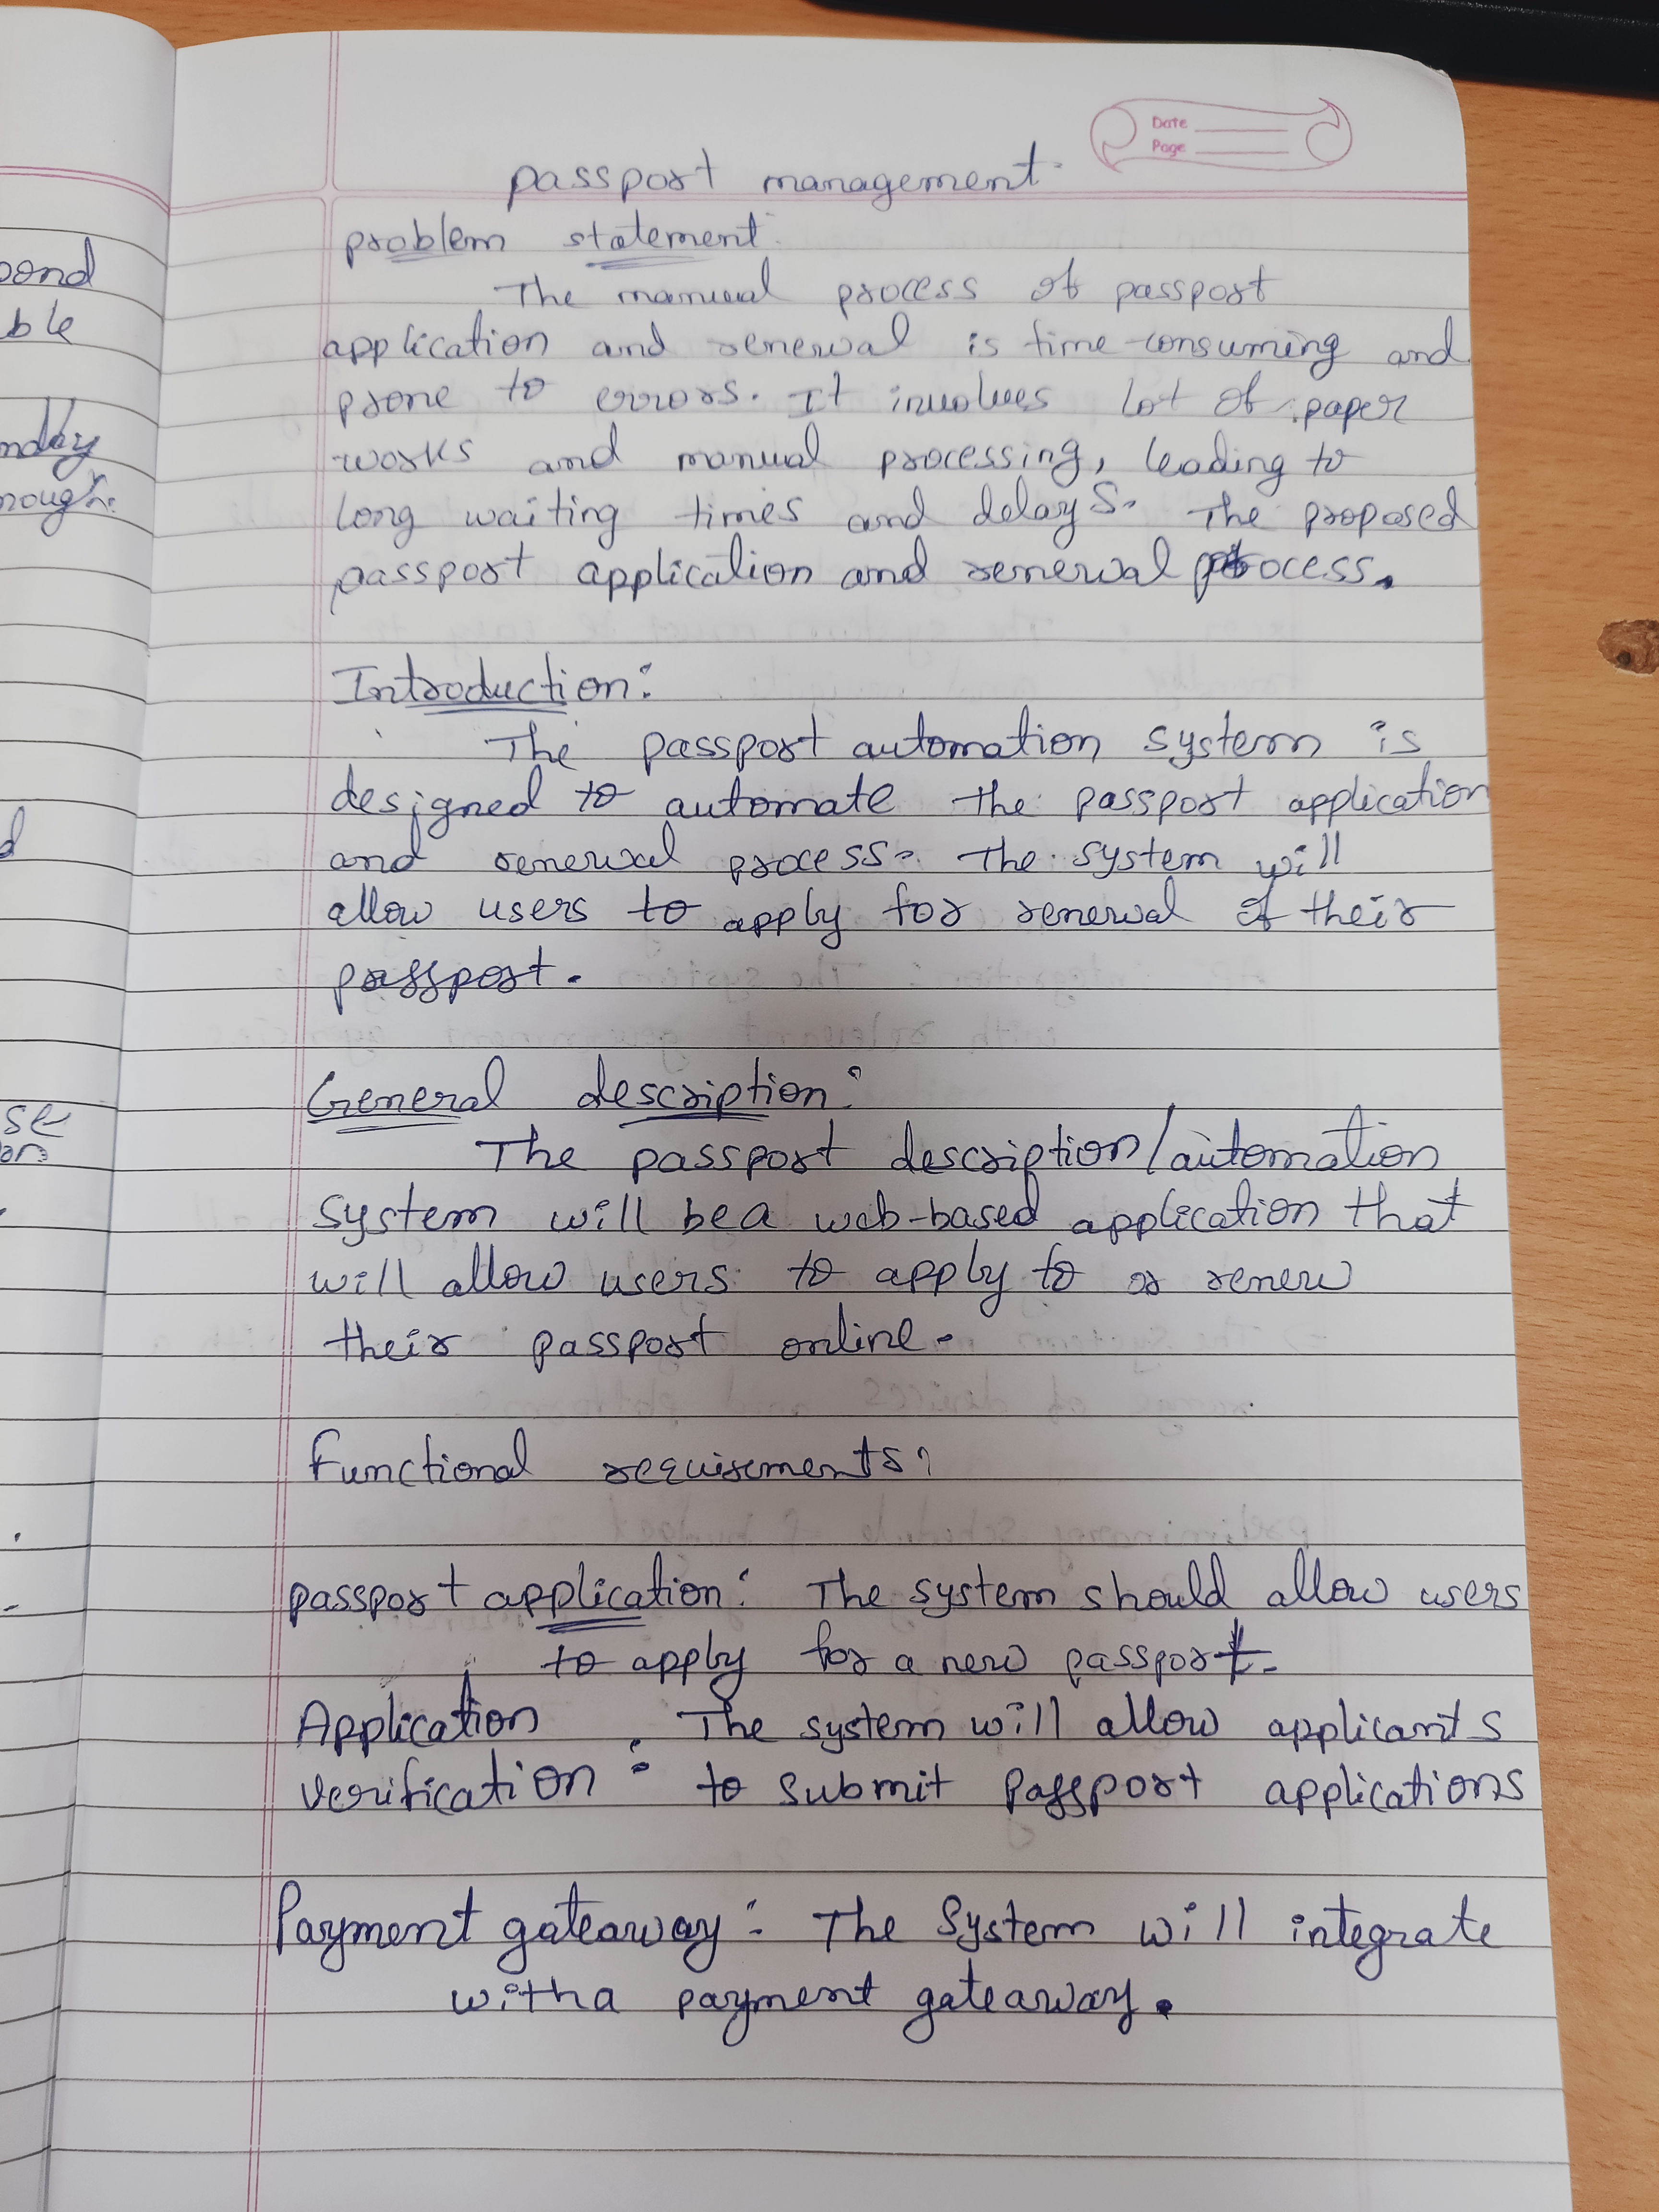 Date
Page
passport management
problem statement:
The manual process of passport
application and renewal is time-consuming and
prone to errors. It involves lot of paper
works and manual processing, leading to
long waiting times and delays. The proposed
passport application and renewal process.
Introduction:
The passport automation system is
designed to automate the passport application
and renewal process. The system will
allow users to apply for renewal of their
passport.
General description:
The passport description/automation
system will be a web-based application that
will allow users to apply to or renew
their passport online.
Functional requirements:
passport application: The system should allow users
to apply for a new passport.
Application : The system will allow applicants
verification: to submit passport applications
Payment gateaway: The System will integrate
with a payment gateaway.
bond
ble
nough.
d
se